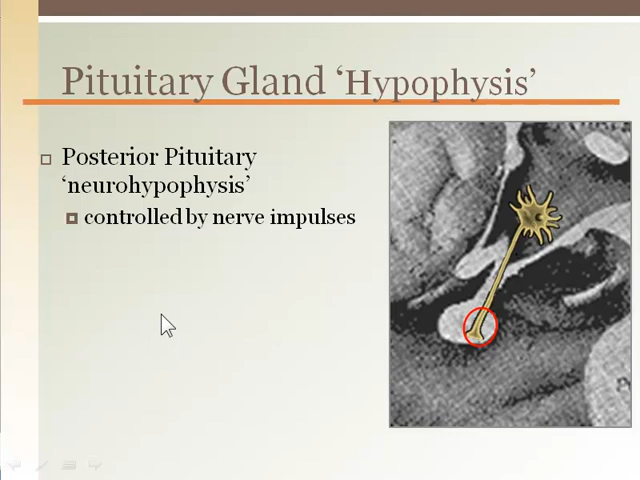 Pituitary Gland ‘Hypophysis’
Posterior Pituitary
‘neurohypophysis’
controlled by nerve impulses